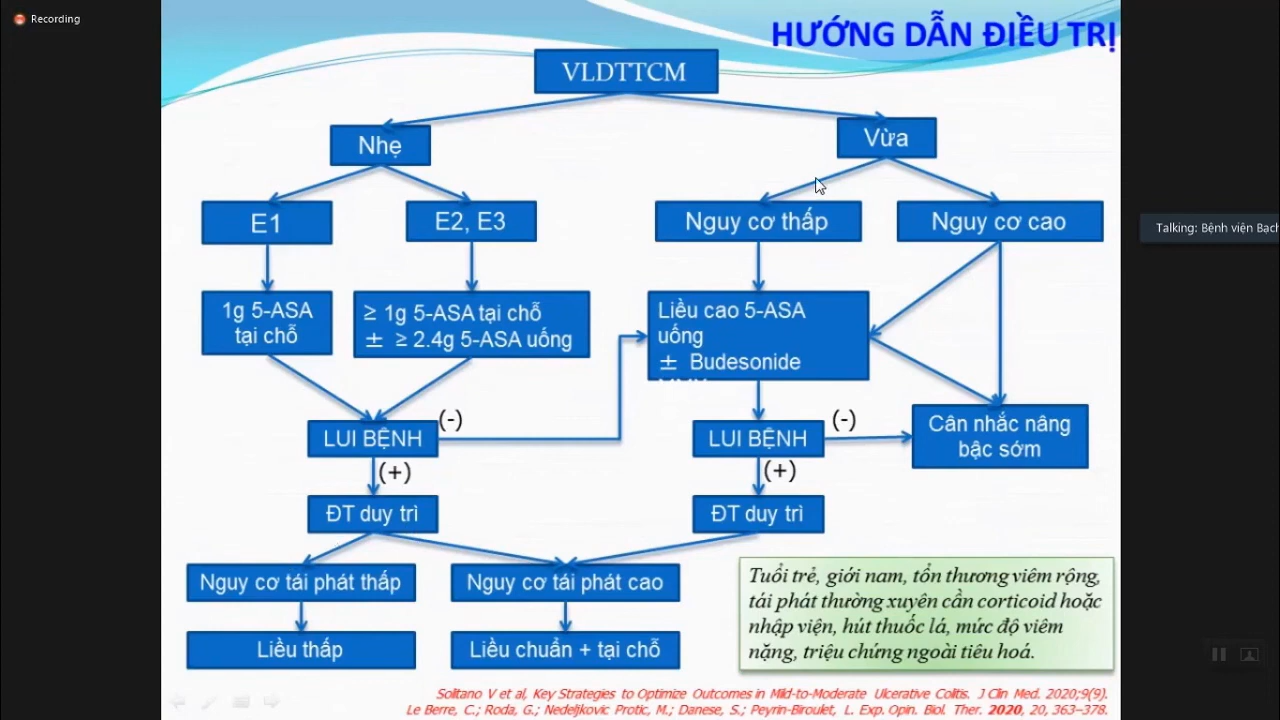 Recording
HƯỚNG DẪN ĐIỀU TRỊ
VLDTTCM
Nhẹ
Vừa
E1
E2, E3
Nguy cơ thấp
Nguy cơ cao
Talking: Bệnh viện Bạch
1g 5-ASA
tại chỗ
≥ 1g 5-ASA tại chỗ
± ≥ 2.4g 5-ASA uống
Liều cao 5-ASA
uống
± Budesonide
(-)
(-)
LUI BỆNH
LUI BỆNH
Cân nhắc nâng
bậc sớm
(+)
(+)
ĐT duy trì
ĐT duy trì
Nguy cơ tái phát thấp
Nguy cơ tái phát cao
Liều thấp
Liều chuẩn + tại chỗ
Tuổi trẻ, giới nam, tổn thương viêm rộng,
tái phát thường xuyên cần corticoid hoặc
nhập viện, hút thuốc lá, mức độ viêm
nặng, triệu chứng ngoài tiêu hoá.
Solitano V et al, Key Strategies to Optimize Outcomes in Mild-to-Moderate Ulcerative Colitis. J Clin Med. 2020;9(9).
Le Berre, C.; Roda, G.; Nedeljkovic Protic, M.; Danese, S.; Peyrin-Biroulet, L. Exp. Opin. Biol. Ther. 2020, 20, 363–378.